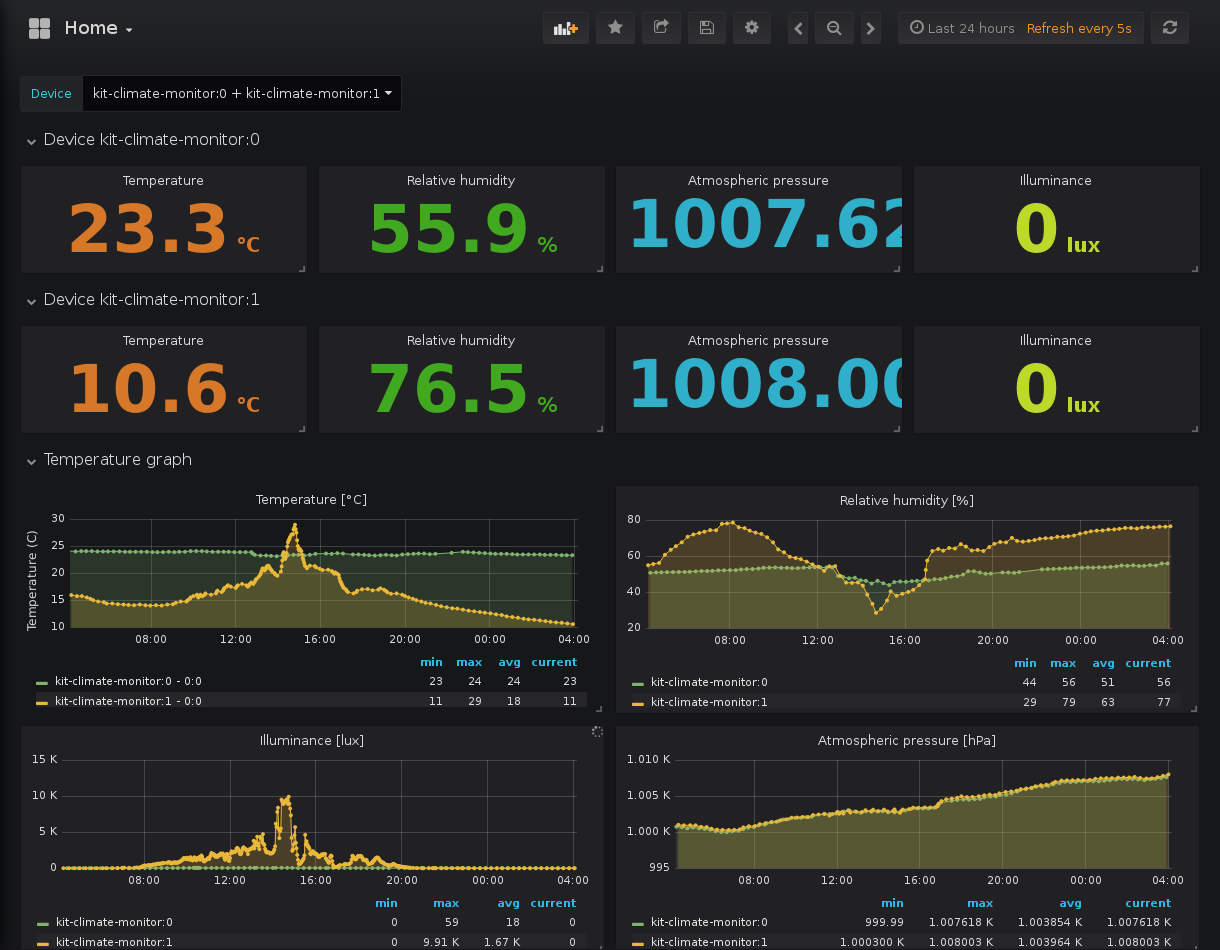 Home
Last 24 hours Refresh every 5s
Device kit-climate-monitor:0 + kit-climate-monitor:1
Device kit-climate-monitor:0
Temperature Relative humidity Atmospheric pressure Illuminance
23.3 °C 55.9 % 1007.62 0 lux
Device kit-climate-monitor:1
Temperature Relative humidity Atmospheric pressure Illuminance
10.6 °C 76.5 % 1008.00 0 lux
Temperature graph
Temperature [°C]
Temperature (C)
30
25
20
15
10
08:00 12:00 16:00 20:00 00:00 04:00
min max avg current
kit-climate-monitor:0 - 0:0 23 24 24 23
kit-climate-monitor:1 - 0:0 11 29 18 11
Relative humidity [%]
80
60
40
20
08:00 12:00 16:00 20:00 00:00 04:00
min max avg current
kit-climate-monitor:0 44 56 51 56
kit-climate-monitor:1 29 79 63 77
Illuminance [lux]
15 K
10 K
5 K
0
08:00 12:00 16:00 20:00 00:00 04:00
min max avg current
kit-climate-monitor:0 0 59 18 0
kit-climate-monitor:1 0 9.91 K 1.67 K 0
Atmospheric pressure [hPa]
1.010 K
1.005 K
1.000 K
995
08:00 12:00 16:00 20:00 00:00 04:00
min max avg current
kit-climate-monitor:0 999.99 1.007618 K 1.003854 K 1.007618 K
kit-climate-monitor:1 1.000300 K 1.008003 K 1.003964 K 1.008003 K